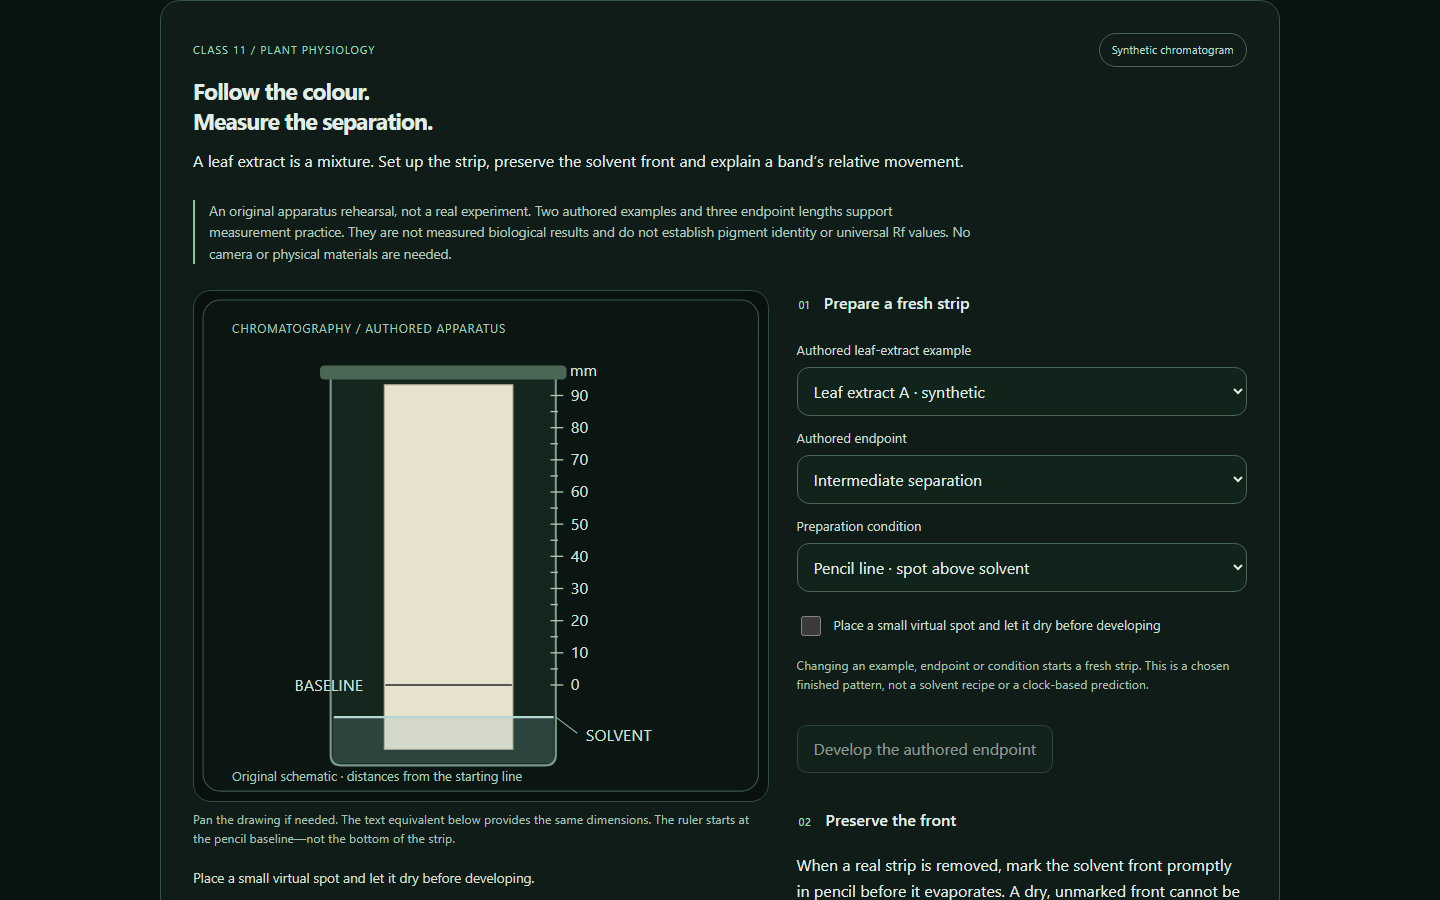 CLASS 11 / PLANT PHYSIOLOGY
Synthetic chromatogram
Follow the colour.
Measure the separation.
A leaf extract is a mixture. Set up the strip, preserve the solvent front and explain a band's relative movement.
An original apparatus rehearsal, not a real experiment. Two authored examples and three endpoint lengths support
measurement practice. They are not measured biological results and do not establish pigment identity or universal Rf values. No
camera or physical materials are needed.
CHROMATOGRAPHY / AUTHORED APPARATUS
mm
90
80
70
60
50
40
30
20
10
0
BASELINE
SOLVENT
Original schematic · distances from the starting line
Pan the drawing if needed. The text equivalent below provides the same dimensions. The ruler starts at
the pencil baseline—not the bottom of the strip.
Place a small virtual spot and let it dry before developing.
01 Prepare a fresh strip
Authored leaf-extract example
Leaf extract A · synthetic
Authored endpoint
Intermediate separation
Preparation condition
Pencil line · spot above solvent
Place a small virtual spot and let it dry before developing
Changing an example, endpoint or condition starts a fresh strip. This is a chosen
finished pattern, not a solvent recipe or a clock-based prediction.
Develop the authored endpoint
02 Preserve the front
When a real strip is removed, mark the solvent front promptly
in pencil before it evaporates. A dry, unmarked front cannot be